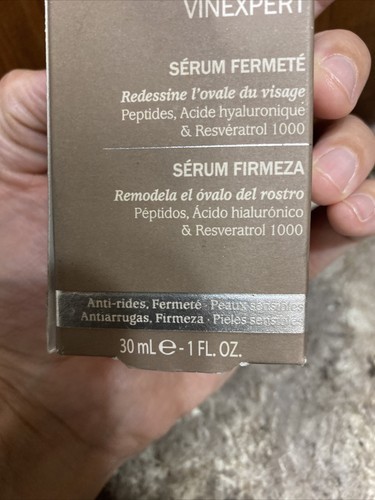 VINEXPERT
SÉRUM FERMETÉ
Redessine l'ovale du visage
Peptides, Acide hyaluronique
& Resvératrol 1000
SÉRUM FIRMEZA
Remodela el óvalo del rostro
Péptidos, Ácido hialurónico
& Resveratrol 1000
Anti-rides, Fermeté · Peaux sensibles
Antiarrugas, Firmeza · Pieles sensibles
30 mL e - 1 FL. OZ.